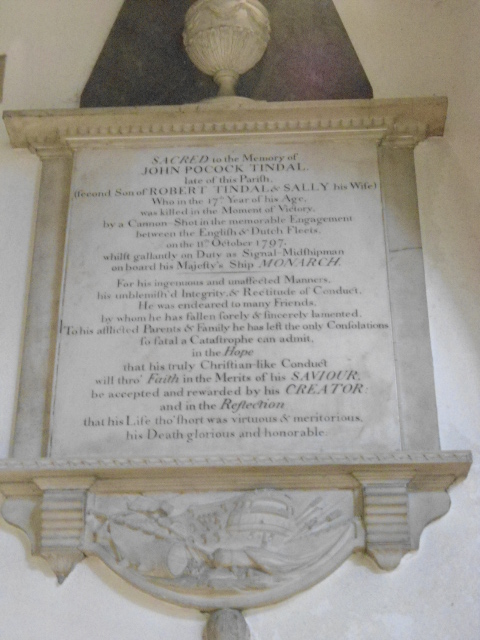 SACRED to the Memory of
JOHN POCOCK TINDAL,
late of this Parish,
(second Son of ROBERT TINDAL & SALLY his Wife)
Who in the 17th Year of his Age,
was killed in the Moment of Victory,
by a Cannon-Shot in the memorable Engagement
between the English & Dutch Fleets,
on the 11th October 1797.
whilst gallantly on Duty as Signal-Midshipman
on board his Majesty's Ship MONARCH.
For his ingenuous and unaffected Manners,
his unblemish'd Integrity, & Rectitude of Conduct,
He was endeared to many Friends,
by whom he has fallen sorely & sincerely lamented.
To his afflicted Parents & Family he has left the only Consolations
so fatal a Catastrophe can admit,
in the Hope
that his truly Christian-like Conduct
will thro' Faith in the Merits of his SAVIOUR,
be accepted and rewarded by his CREATOR:
and in the Reflection
that his Life tho' short was virtuous & meritorious,
his Death glorious and honorable.